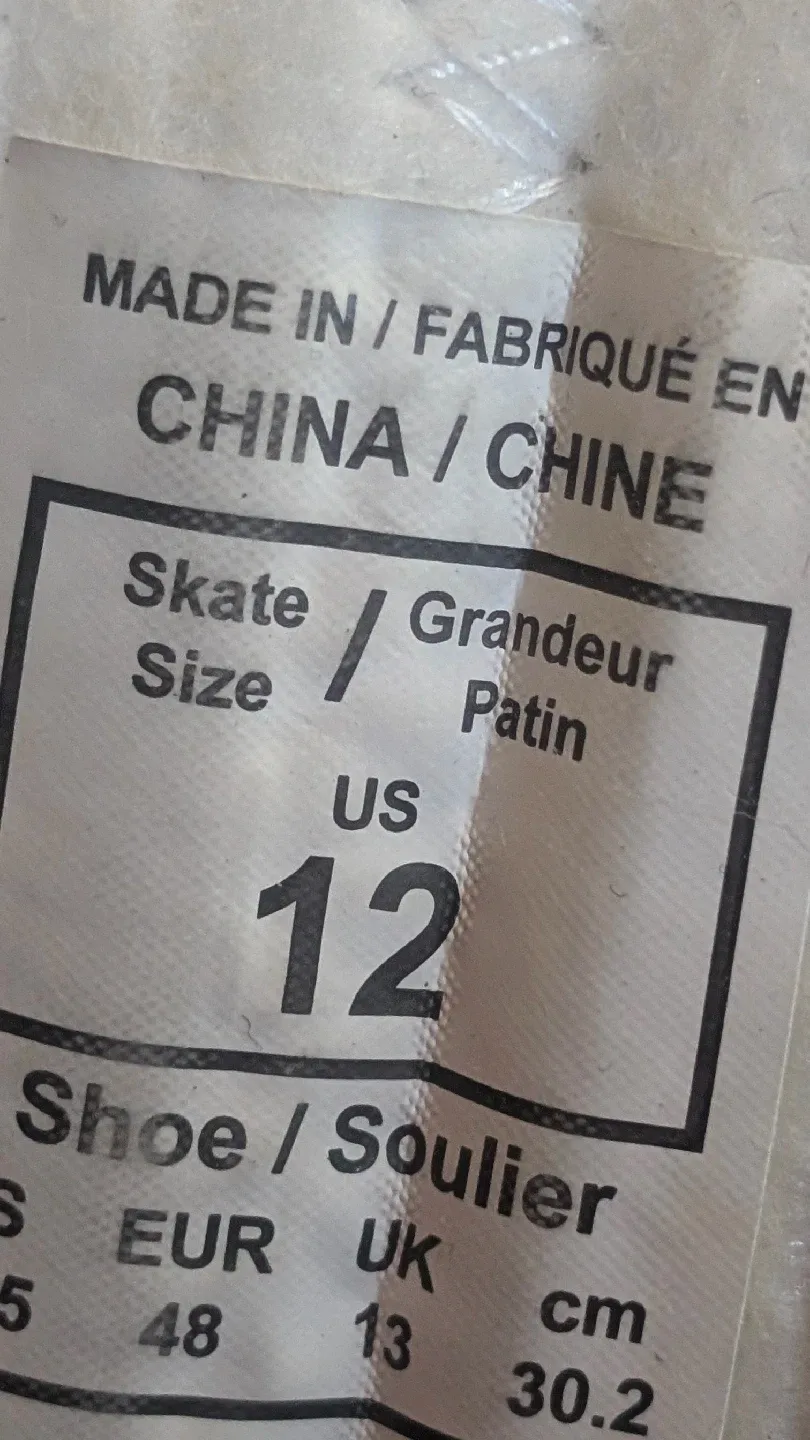 MADE IN / FABRIQUÉ EN
CHINA / CHINE
Skate Size / Grandeur Patin
US
12
Shoe / Soulier
S EUR UK cm
5 48 13 30.2